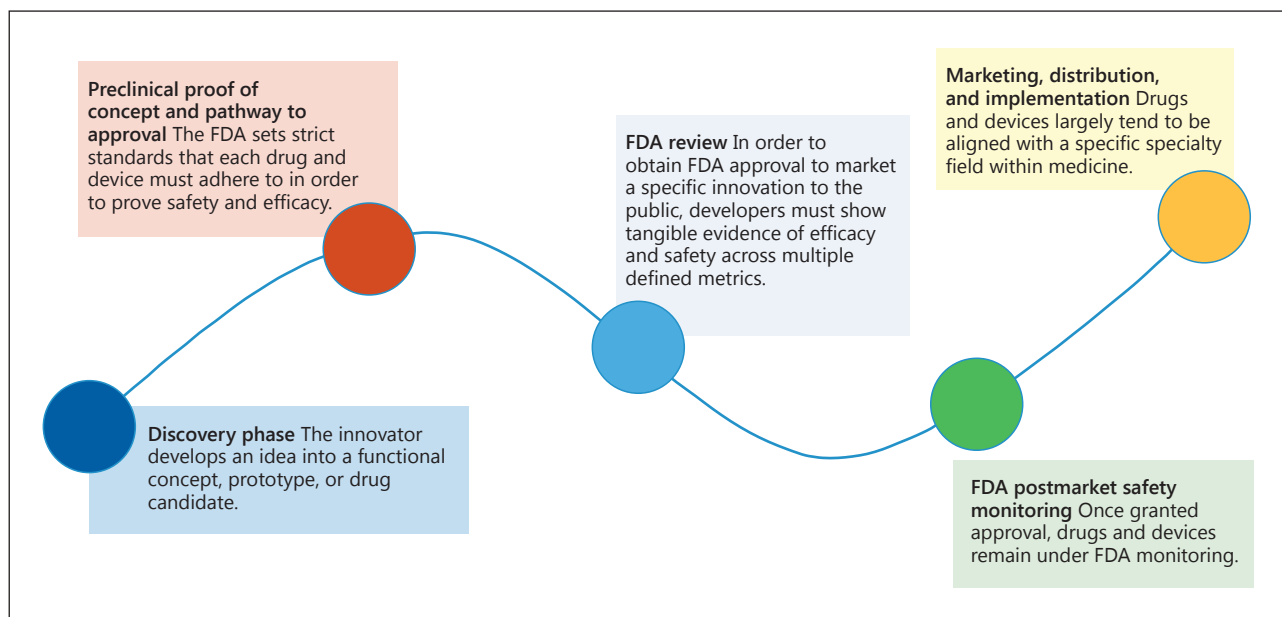 Preclinical proof of
concept and pathway to
approval The FDA sets strict
standards that each drug and
device must adhere to in order
to prove safety and efficacy.
Discovery phase The innovator
develops an idea into a functional
concept, prototype, or drug
candidate.
FDA review In order to
obtain FDA approval to market
a specific innovation to the
public, developers must show
tangible evidence of efficacy
and safety across multiple
defined metrics.
FDA postmarket safety
monitoring Once granted
approval, drugs and devices
remain under FDA monitoring.
Marketing, distribution,
and implementation Drugs
and devices largely tend to be
aligned with a specific specialty
field within medicine.